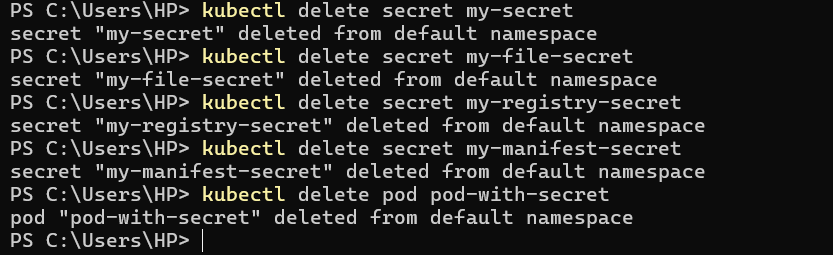 PS C:\Users\HP> kubectl delete secret my-secret
secret "my-secret" deleted from default namespace
PS C:\Users\HP> kubectl delete secret my-file-secret
secret "my-file-secret" deleted from default namespace
PS C:\Users\HP> kubectl delete secret my-registry-secret
secret "my-registry-secret" deleted from default namespace
PS C:\Users\HP> kubectl delete secret my-manifest-secret
secret "my-manifest-secret" deleted from default namespace
PS C:\Users\HP> kubectl delete pod pod-with-secret
pod "pod-with-secret" deleted from default namespace
PS C:\Users\HP>